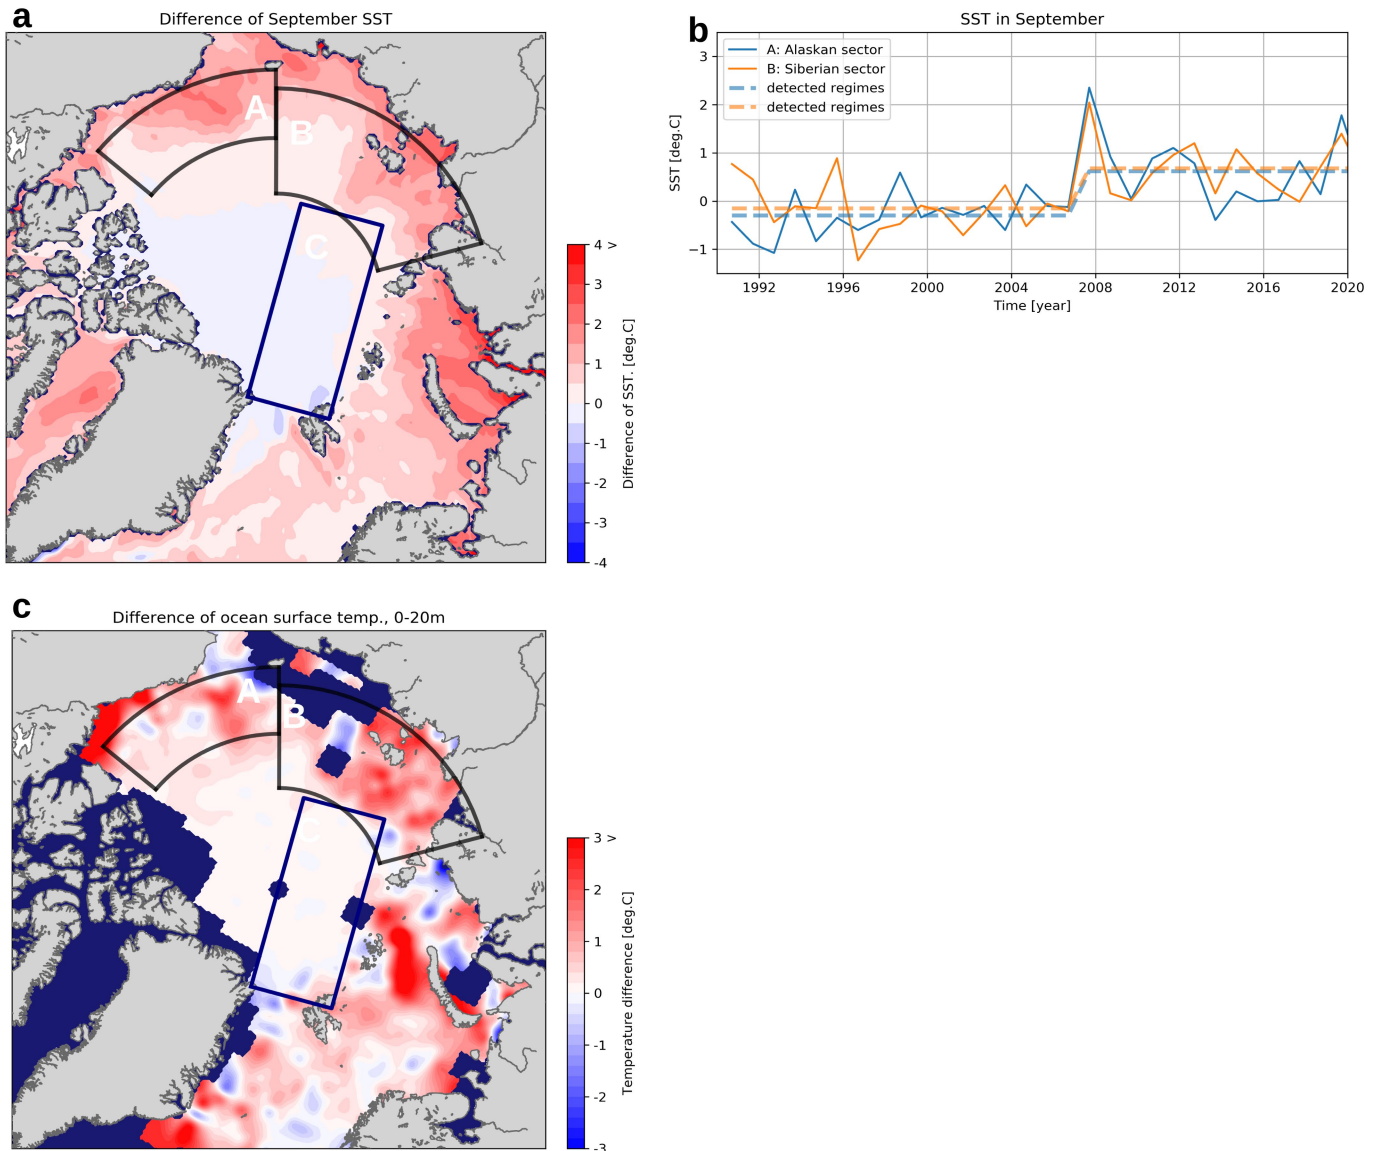 a
Difference of September SST
A
B
C
4 >
3
2
1
0
-1
-2
-3
-4
Difference of SST. [deg.C]
b
SST in September
A: Alaskan sector
B: Siberian sector
detected regimes
detected regimes
3
2
1
0
−1
SST [deg.C]
1992 1996 2000 2004 2008 2012 2016 2020
Time [year]
c
Difference of ocean surface temp., 0-20m
A
B
C
3 >
2
1
0
-1
-2
-3
Temperature difference [deg.C]